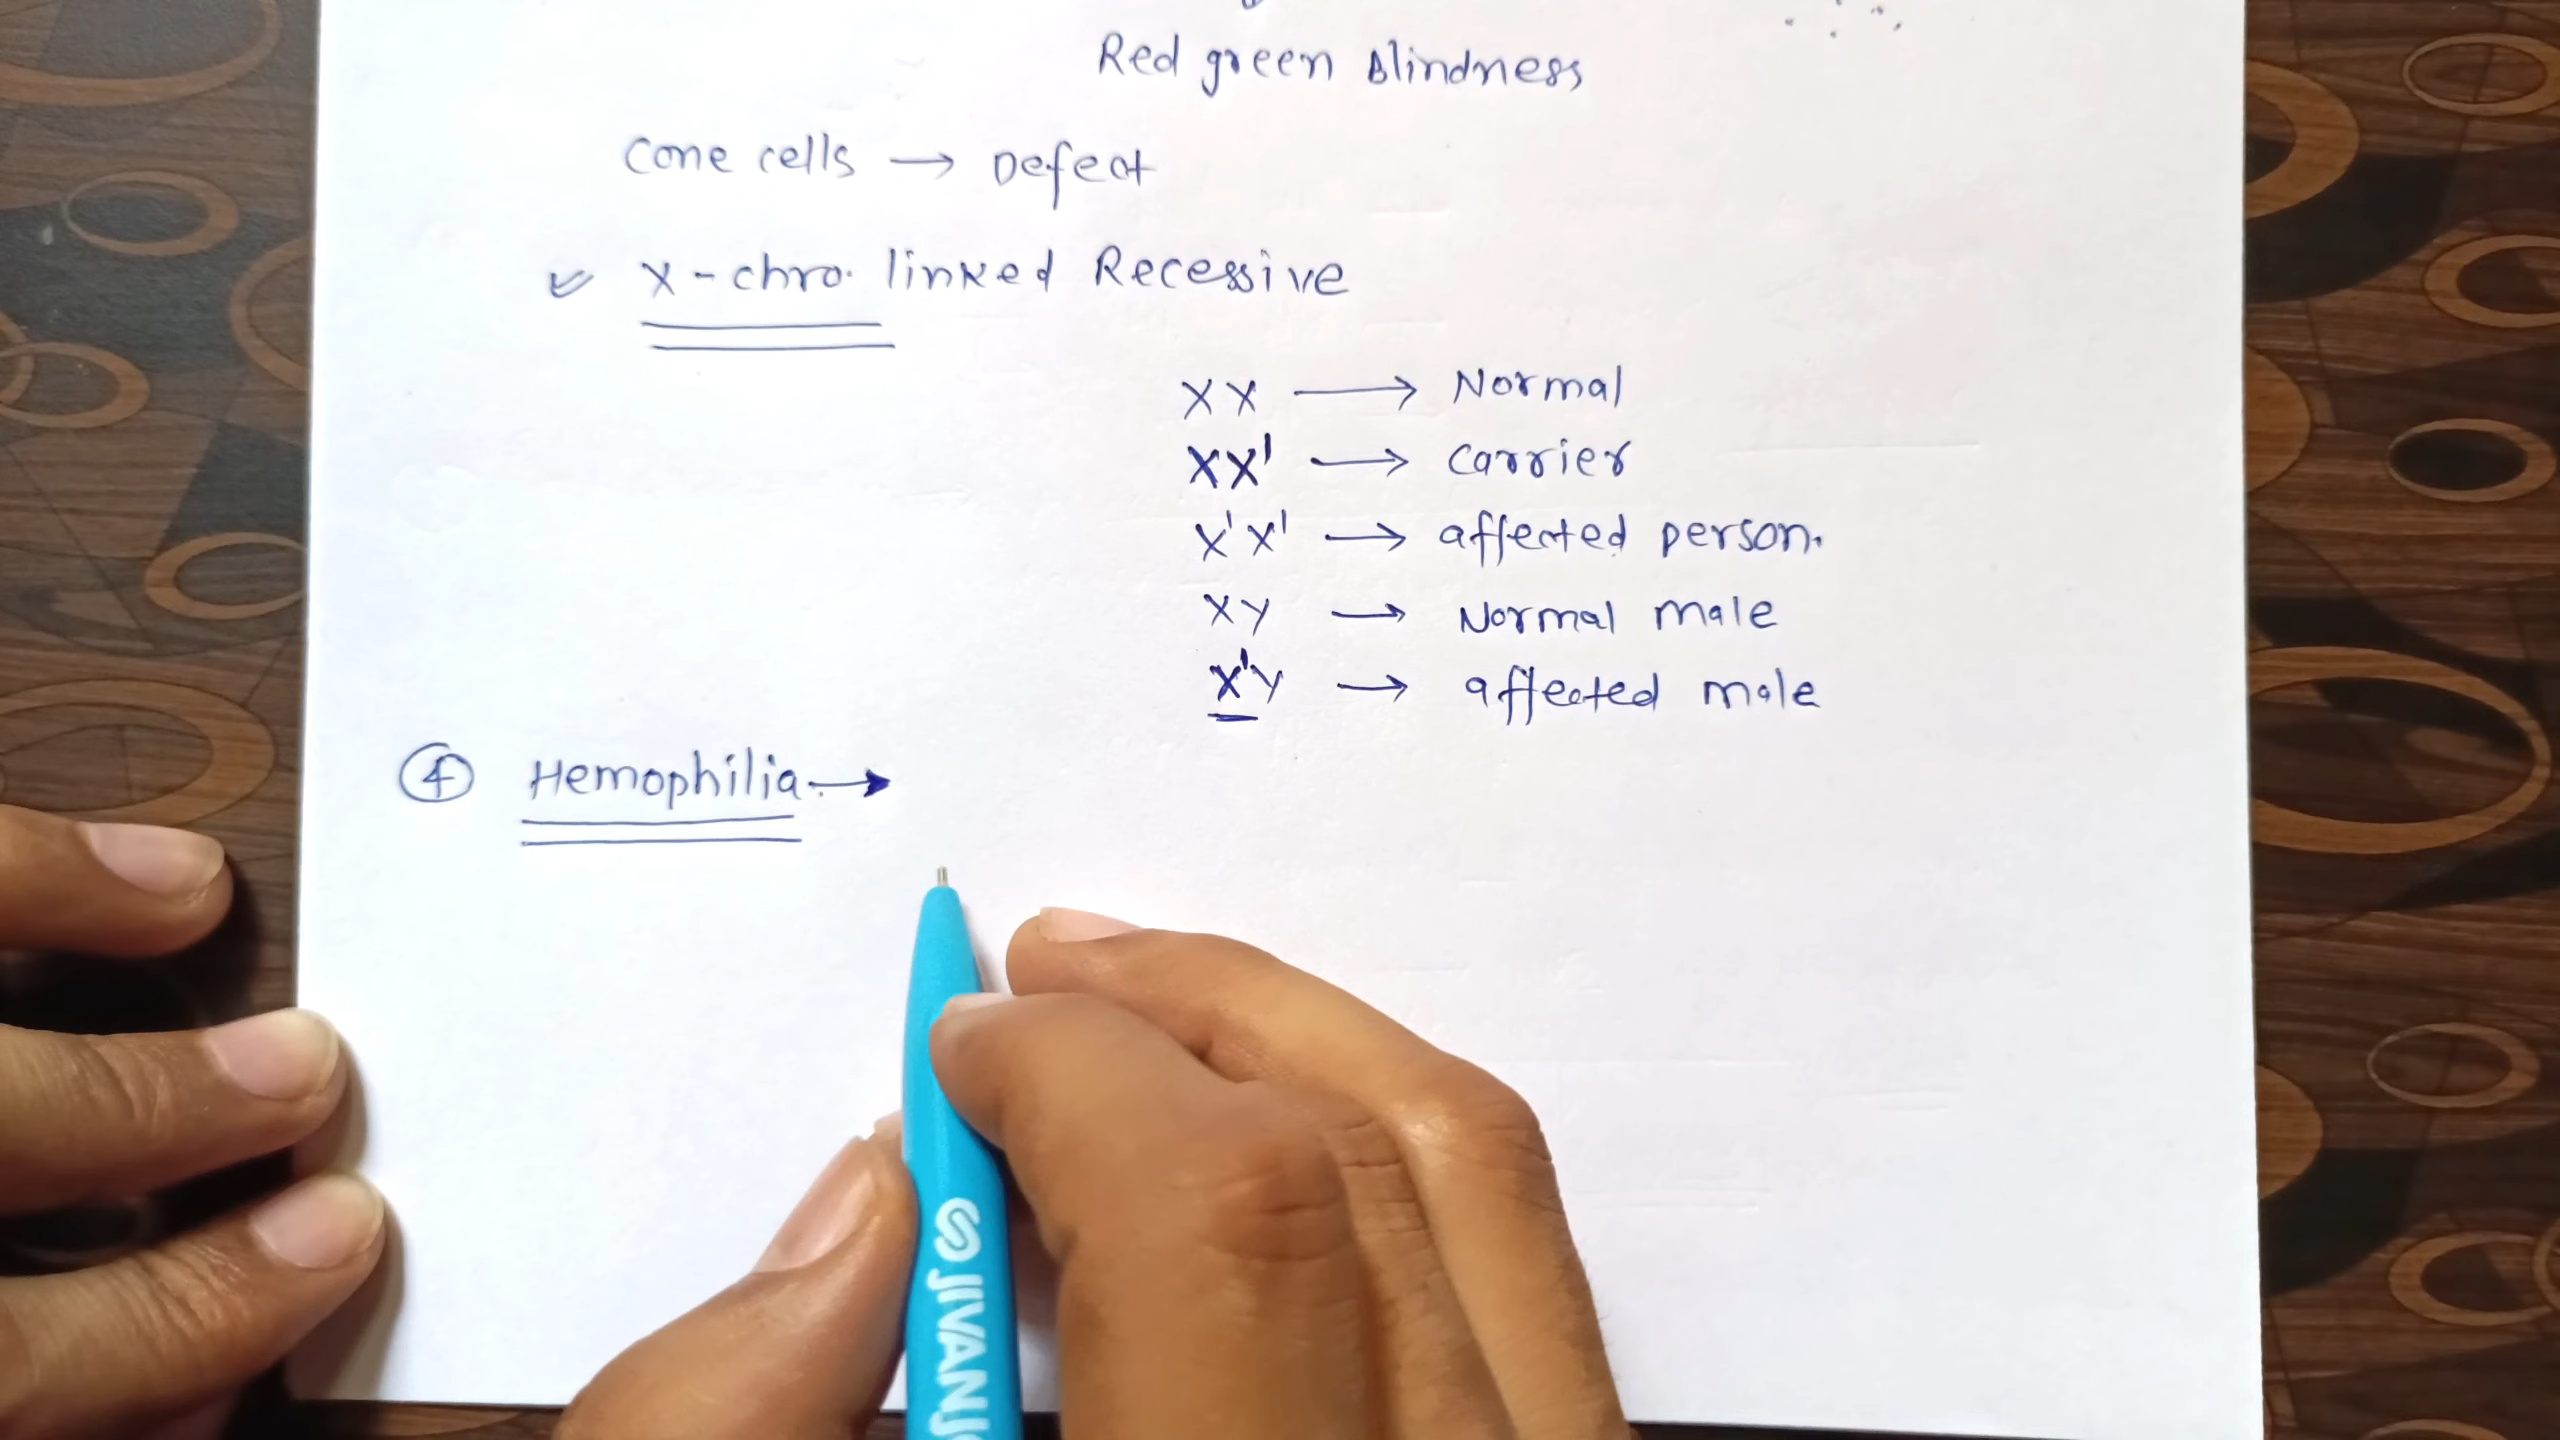 Red green Blindness
Cone cells → Defect
X-chro. linked Recessive
XX → Normal
XX' → Carrier
X'X' → affected person.
XY → Normal male
X'Y → affected male
④ Hemophilia →
JIVANJ